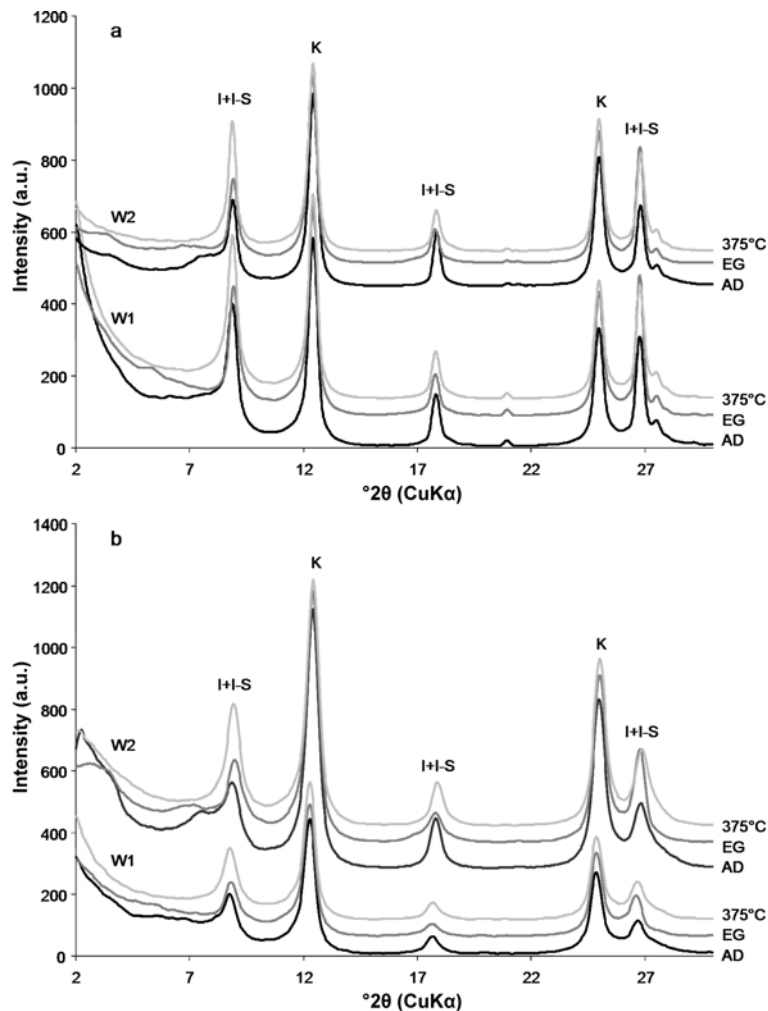 a
1200
1000
800
600
400
200
0
Intensity (a.u.)
W2
W1
I+I-S
K
I+I-S
K
I+I-S
375°C
EG
AD
375°C
EG
AD
2 7 12 17 22 27
°2θ (CuKα)
b
1400
1200
1000
800
600
400
200
0
Intensity (a.u.)
W2
W1
I+I-S
K
I+I-S
K
I+I-S
375°C
EG
AD
375°C
EG
AD
2 7 12 17 22 27
°2θ (CuKα)